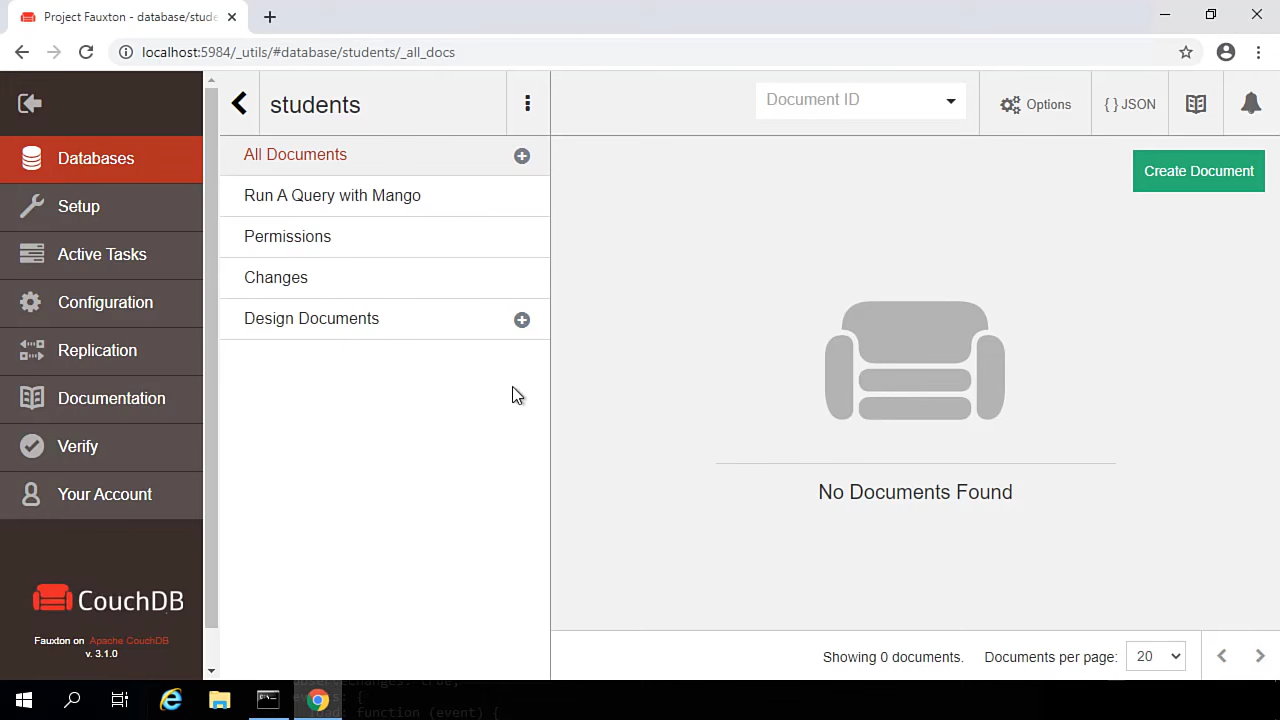 Project Fauxton - database/stude
localhost:5984/_utils/#database/students/_all_docs
students
Document ID
Options
{ } JSON
Databases
Setup
Active Tasks
Configuration
Replication
Documentation
Verify
Your Account
CouchDB
Fauxton on Apache CouchDB
v. 3.1.0
All Documents
Run A Query with Mango
Permissions
Changes
Design Documents
Create Document
No Documents Found
Showing 0 documents.
Documents per page:
20
function (event) {